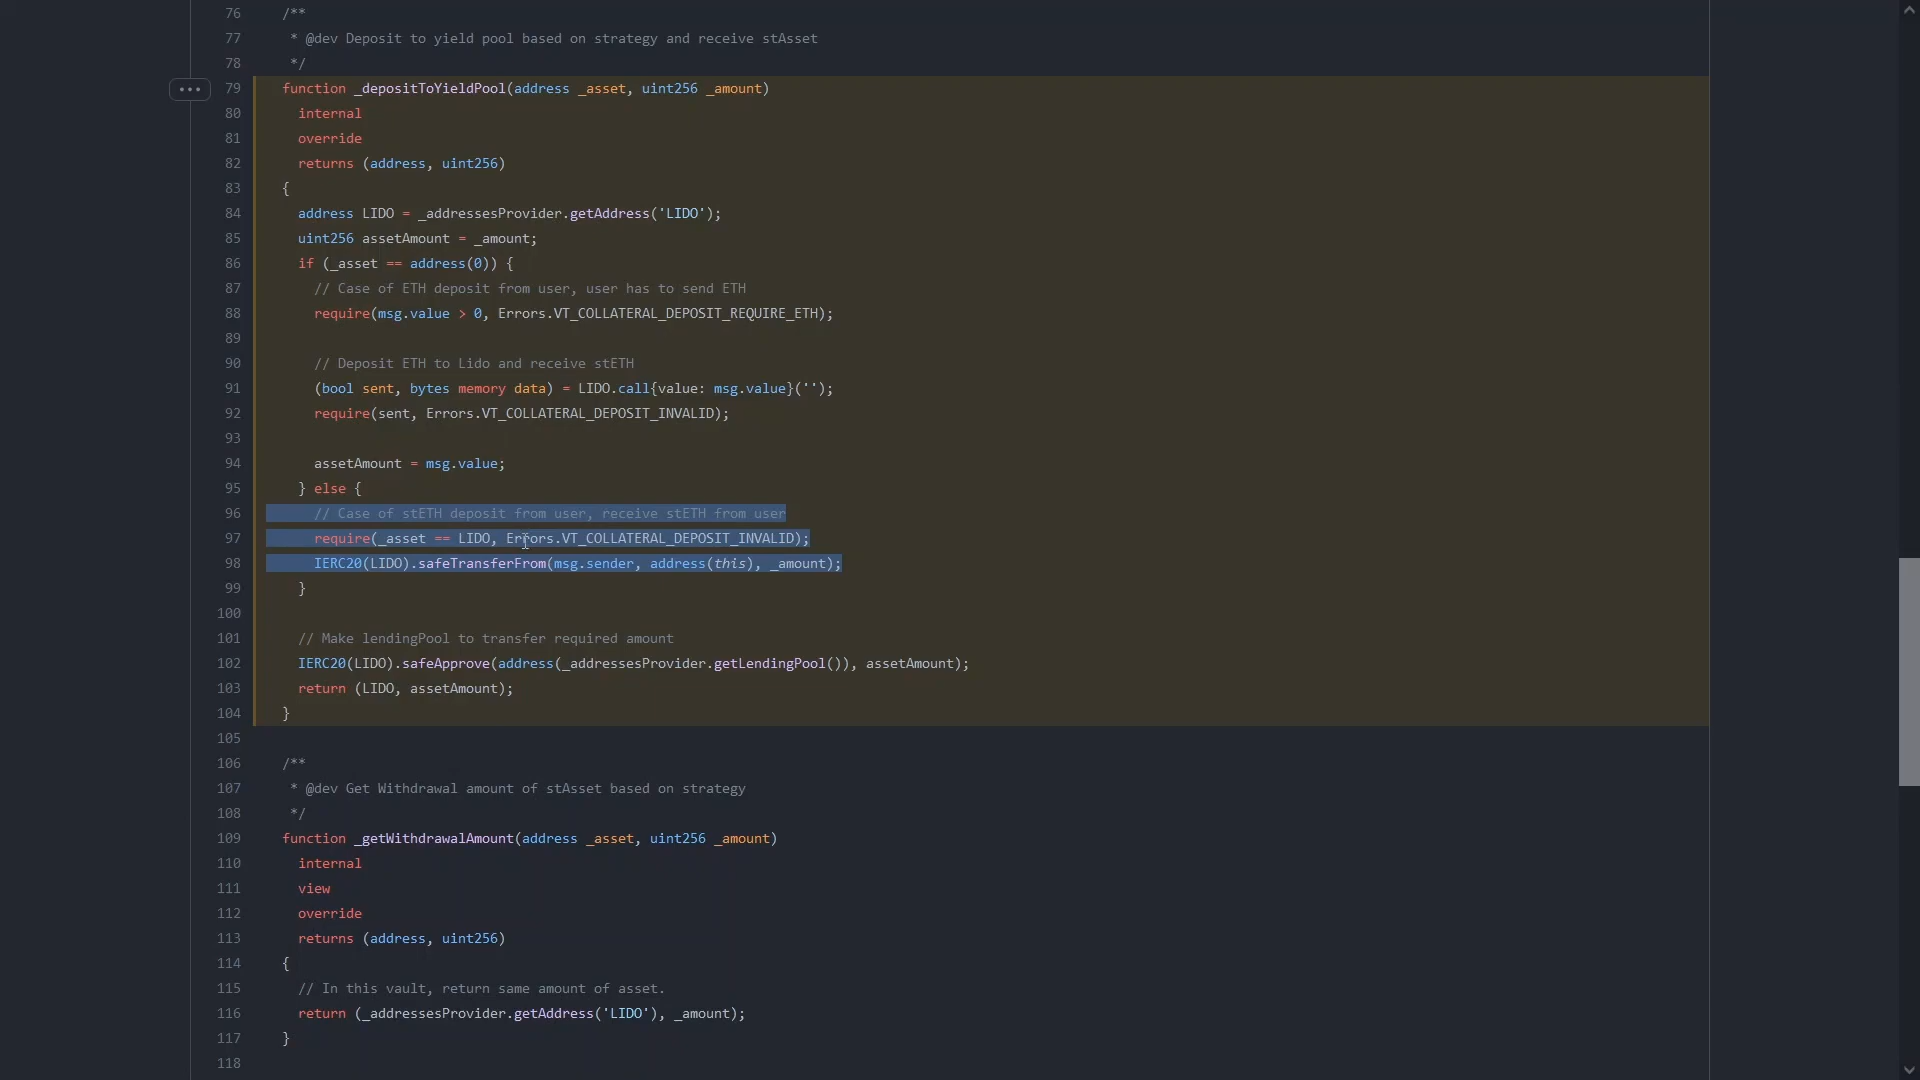 76 /**
77 * @dev Deposit to yield pool based on strategy and receive stAsset
78 */
79 function _depositToYieldPool(address _asset, uint256 _amount)
80 internal
81 override
82 returns (address, uint256)
83 {
84 address LIDO = _addressesProvider.getAddress('LIDO');
85 uint256 assetAmount = _amount;
86 if (_asset == address(0)) {
87 // Case of ETH deposit from user, user has to send ETH
88 require(msg.value > 0, Errors.VT_COLLATERAL_DEPOSIT_REQUIRE_ETH);
89
90 // Deposit ETH to Lido and receive stETH
91 (bool sent, bytes memory data) = LIDO.call{value: msg.value}('');
92 require(sent, Errors.VT_COLLATERAL_DEPOSIT_INVALID);
93
94 assetAmount = msg.value;
95 } else {
96 // Case of stETH deposit from user, receive stETH from user
97 require(_asset == LIDO, Errors.VT_COLLATERAL_DEPOSIT_INVALID);
98 IERC20(LIDO).safeTransferFrom(msg.sender, address(this), _amount);
99 }
100
101 // Make lendingPool to transfer required amount
102 IERC20(LIDO).safeApprove(address(_addressesProvider.getLendingPool()), assetAmount);
103 return (LIDO, assetAmount);
104 }
105
106 /**
107 * @dev Get Withdrawal amount of stAsset based on strategy
108 */
109 function _getWithdrawalAmount(address _asset, uint256 _amount)
110 internal
111 view
112 override
113 returns (address, uint256)
114 {
115 // In this vault, return same amount of asset.
116 return (_addressesProvider.getAddress('LIDO'), _amount);
117 }
118